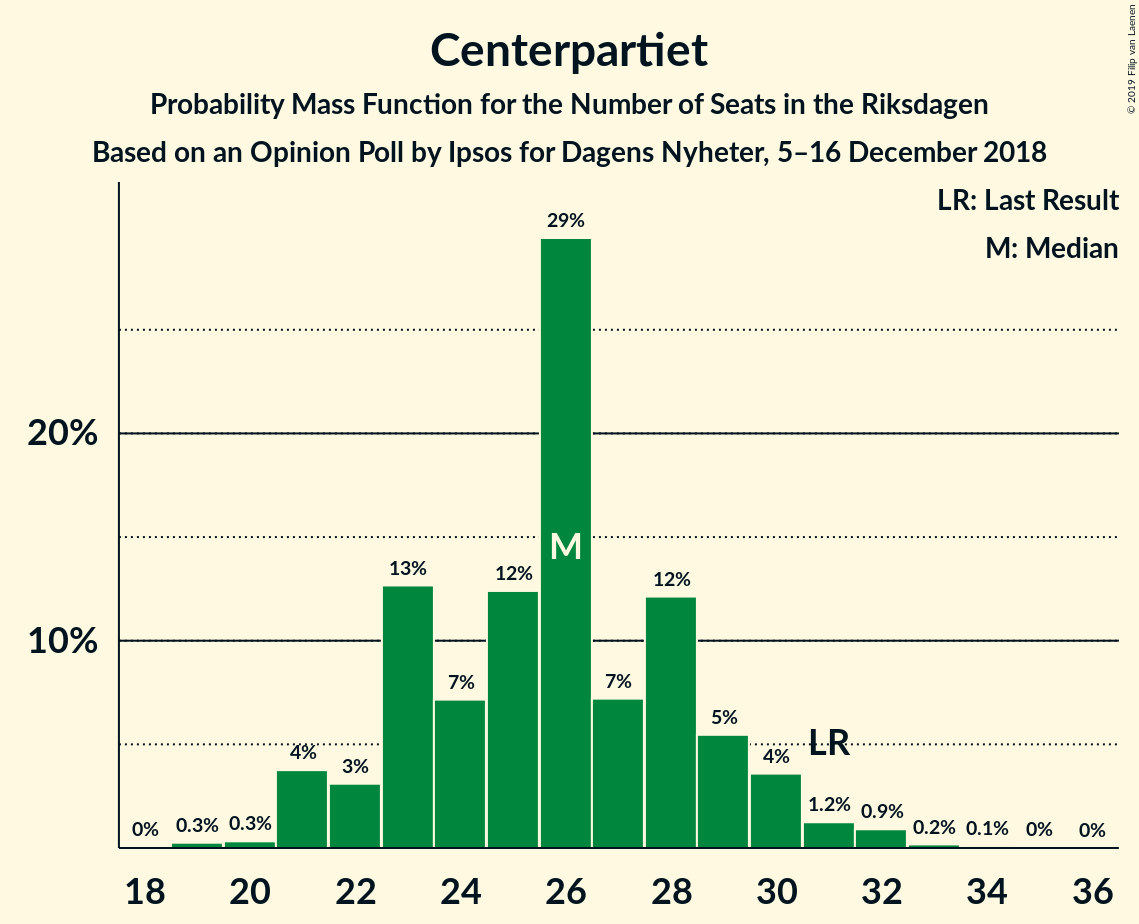 Centerpartiet
Probability Mass Function for the Number of Seats in the Riksdagen
Based on an Opinion Poll by Ipsos for Dagens Nyheter, 5–16 December 2018
© 2019 Filip van Laenen
LR: Last Result
M: Median
20%
10%
0%
0.3%
0.3%
4%
3%
13%
7%
12%
29%
M
7%
12%
5%
4%
LR
1.2%
0.9%
0.2%
0.1%
0%
0%
18 20 22 24 26 28 30 32 34 36